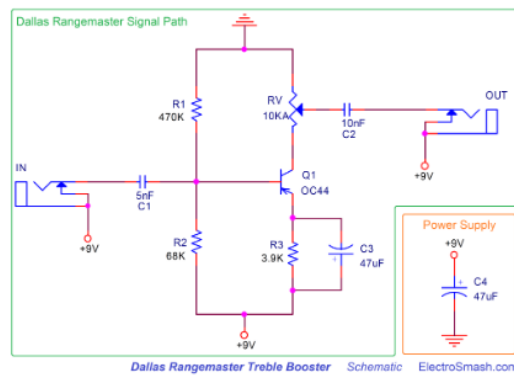 Dallas Rangemaster Signal Path
R1
470K
RV
10KA
10nF
C2
OUT
+9V
IN
5nF
C1
Q1
OC44
+9V
R2
68K
R3
3.9K
C3
+
47uF
+9V
Power Supply
+9V
+
C4
47uF
Dallas Rangemaster Treble Booster Schematic ElectroSmash.com